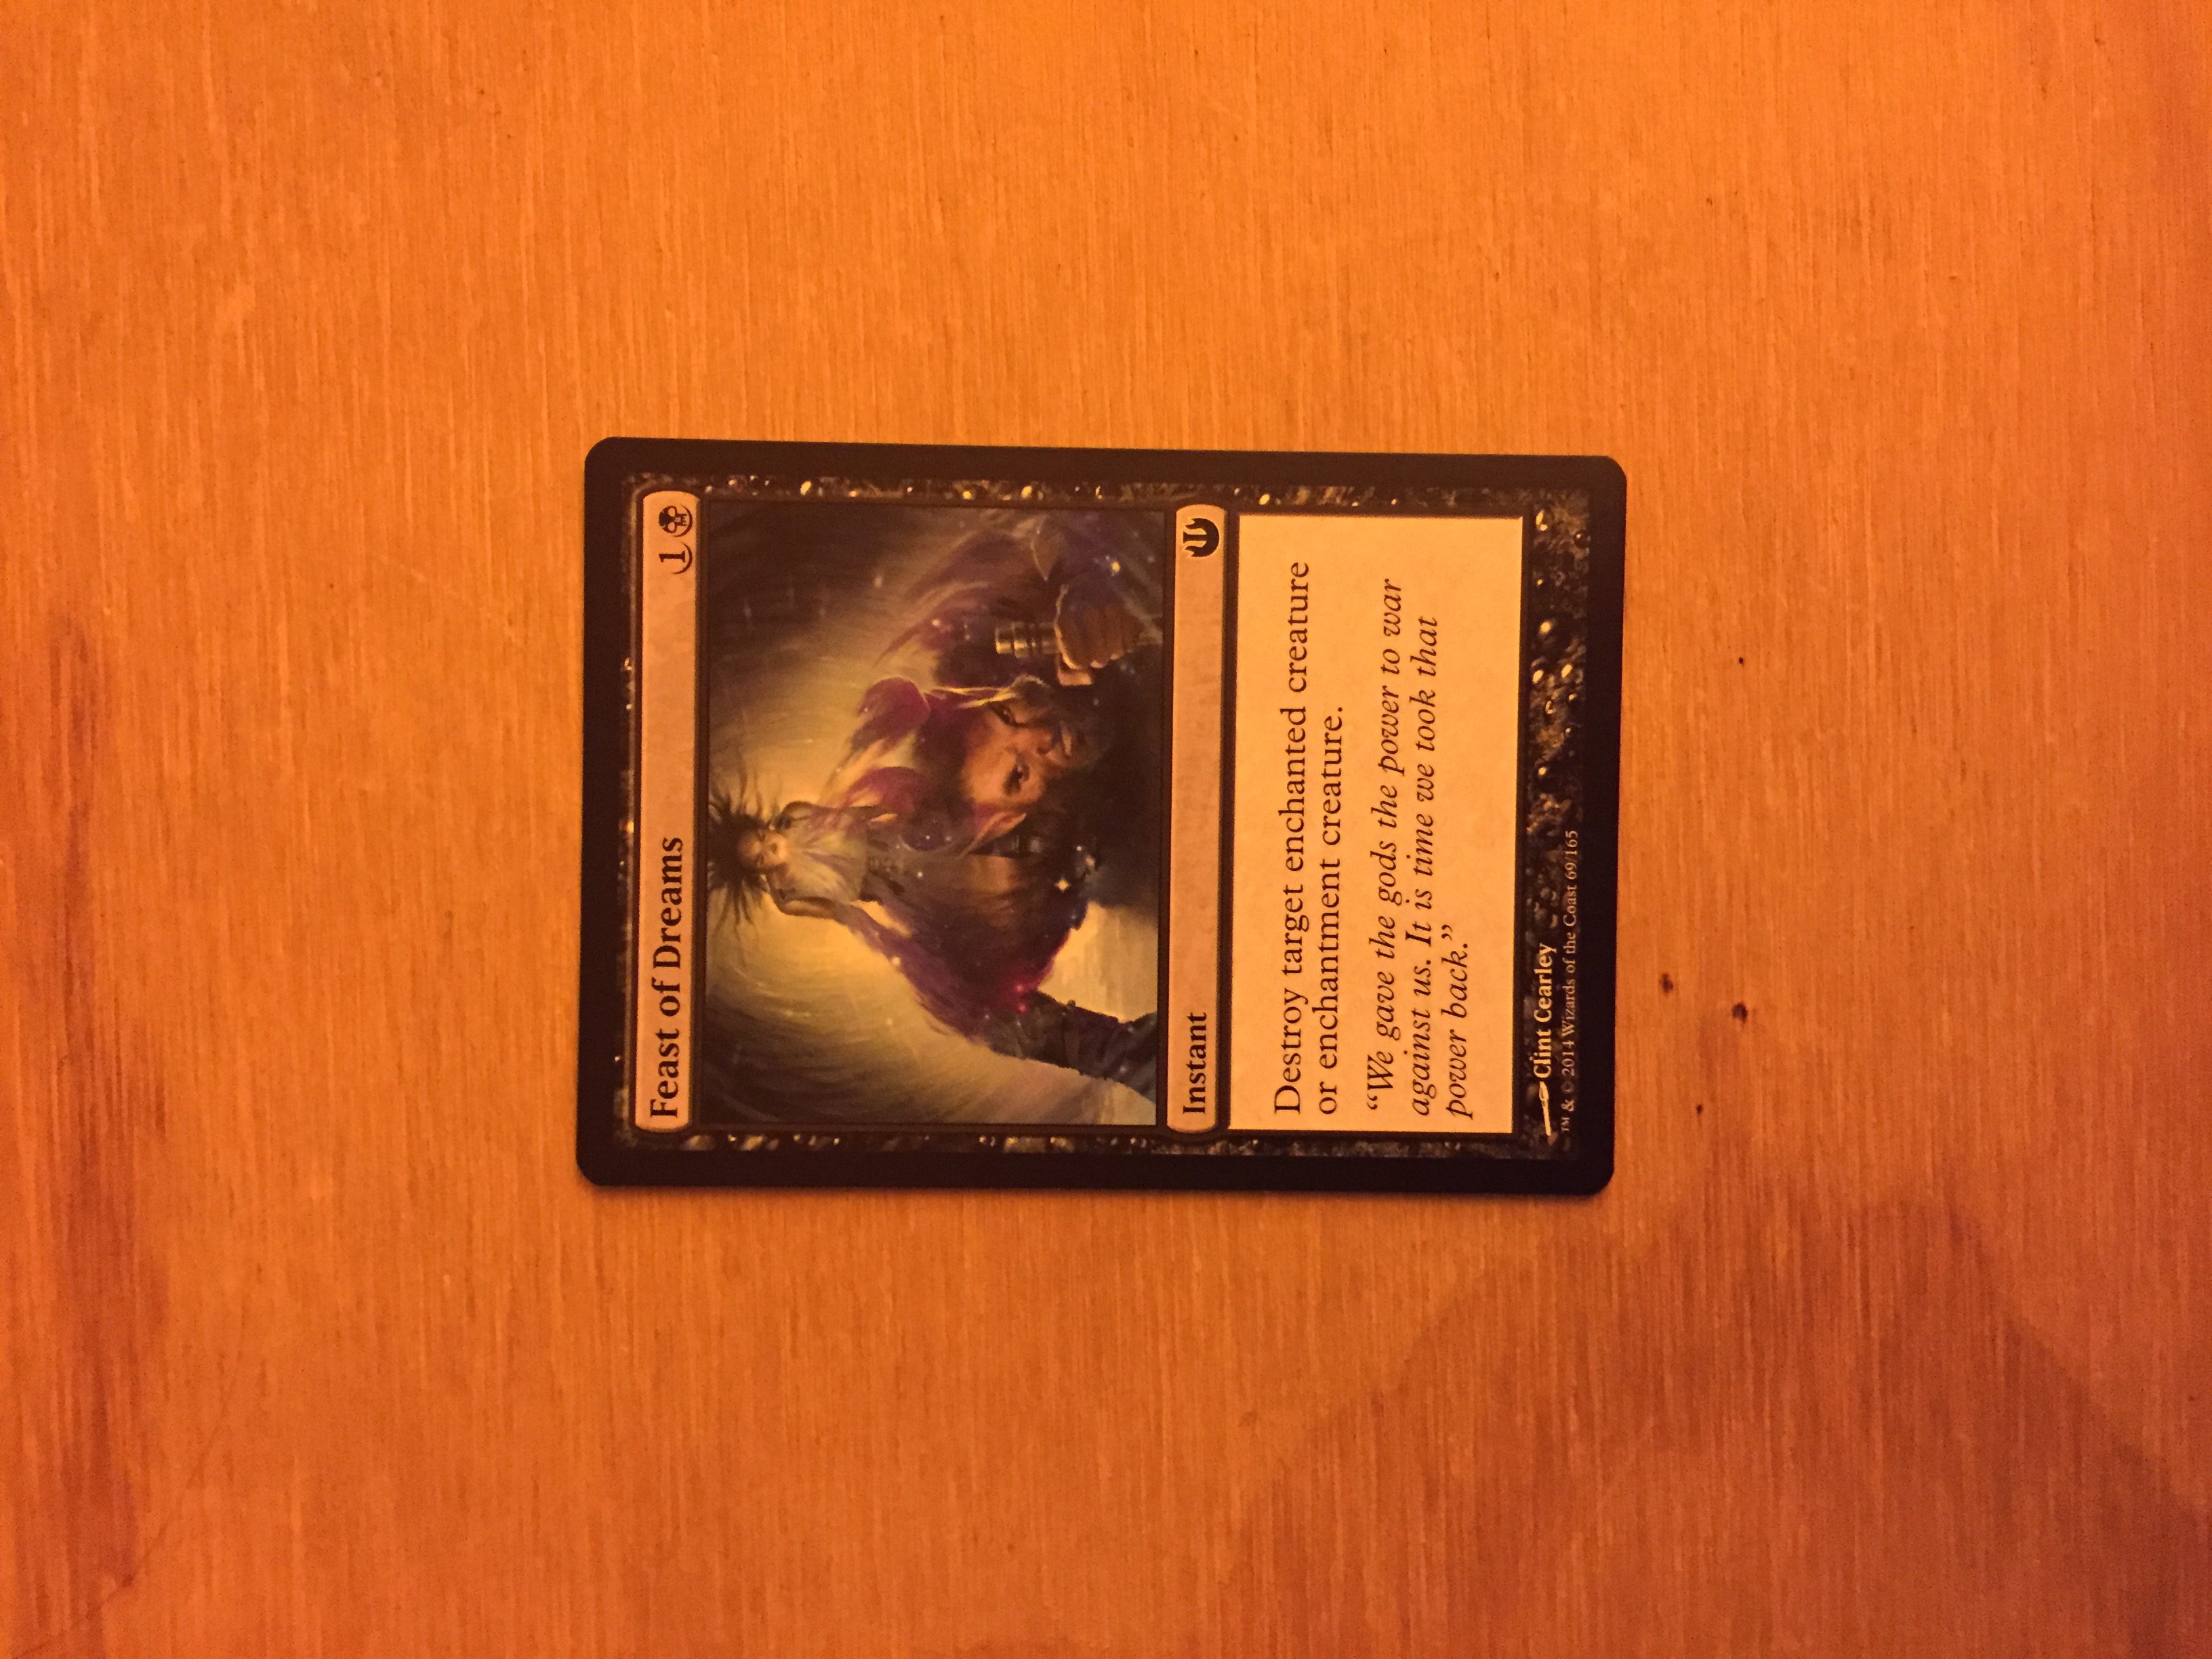 Feast of Dreams 1
Instant
Destroy target enchanted creature
or enchantment creature.
“We gave the gods the power to war
against us. It is time we took that
power back.”
Clint Cearley
™ & © 2014 Wizards of the Coast 69/165